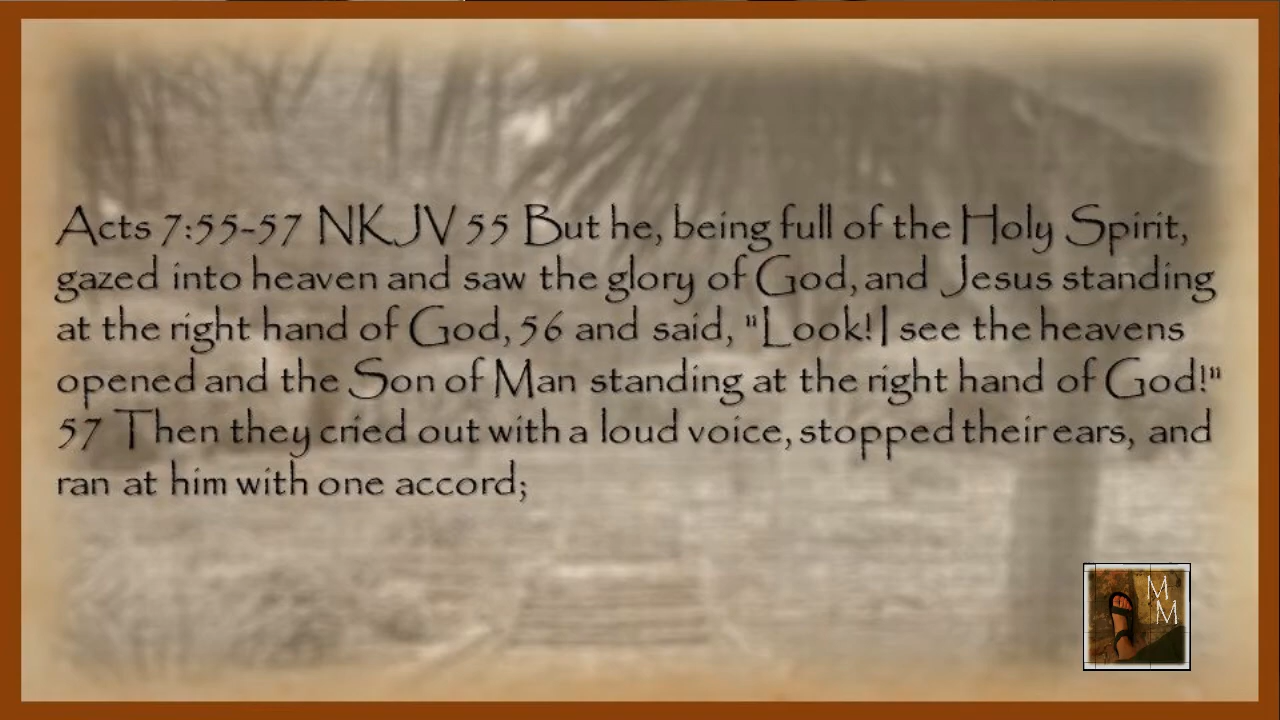 Acts 7:55-57 NKJV 55 But he, being full of the Holy Spirit,
gazed into heaven and saw the glory of God, and Jesus standing
at the right hand of God, 56 and said, "Look! I see the heavens
opened and the Son of Man standing at the right hand of God!"
57 Then they cried out with a loud voice, stopped their ears, and
ran at him with one accord;
M
M